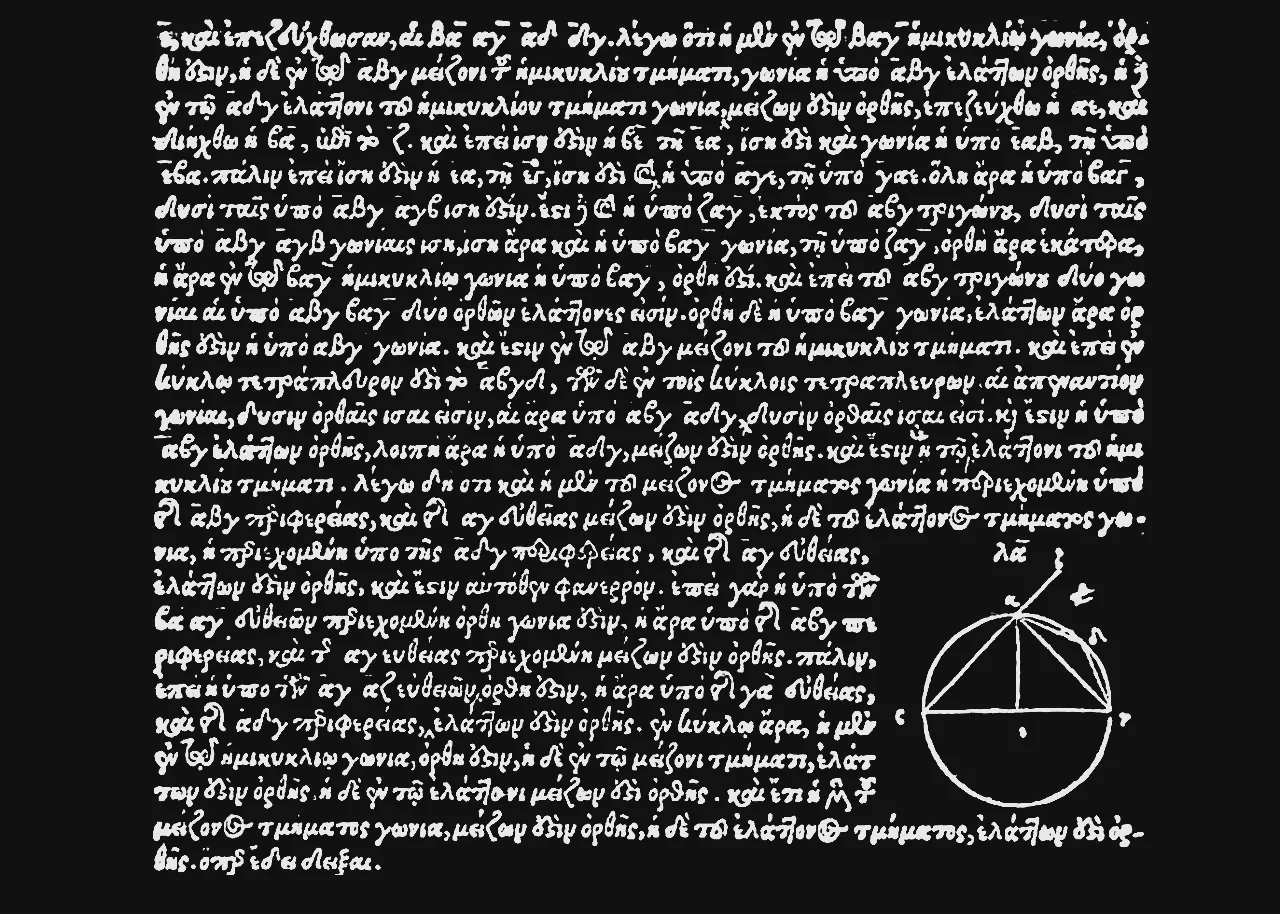 ε, καὶ ἐπεζεύχθωσαν, αἱ βα αγ αδ δγ. λέγω ὅτι ἡ μὲν ἐν τῷ βαγ ἡμικυκλίῳ γωνία, ὀρ-
θή ἐστιν, ἡ δὲ ἐν τῷ αβγ μείζονι τοῦ ἡμικυκλίου τμήματι, γωνία ἡ ὑπὸ αβγ ἐλάττων ὀρθῆς, ἡ δὲ
ἐν τῷ αδγ ἐλάττονι τοῦ ἡμικυκλίου τμήματι γωνία, μείζων ἐστὶν ὀρθῆς, ἐπεζεύχθω ἡ αε, καὶ
διήχθω ἡ βα, ἐπὶ τὸ ζ. καὶ ἐπεὶ ἴση ἐστὶν ἡ βε τῇ εα, ἴση ἐστὶ καὶ γωνία ἡ ὑπὸ εαβ, τῇ ὑπὸ
εβα. πάλιν ἐπεὶ ἴση ἐστὶν ἡ εα, τῇ εγ, ἴση ἐστὶ καὶ ἡ ὑπὸ αγε, τῇ ὑπὸ γαε. ὅλη ἄρα ἡ ὑπὸ βαγ,
δυσὶ ταῖς ὑπὸ αβγ αγβ ἴση ἐστίν. ἔστι δὲ καὶ ἡ ὑπὸ ζαγ, ἐκτὸς τοῦ αβγ τριγώνου, δυσὶ ταῖς
ὑπὸ αβγ αγβ γωνίαις ἴση, ἴση ἄρα καὶ ἡ ὑπὸ βαγ γωνία, τῇ ὑπὸ ζαγ, ὀρθὴ ἄρα ἑκάτερα,
ἡ ἄρα ἐν τῷ βαγ ἡμικυκλίῳ γωνία ἡ ὑπὸ βαγ, ὀρθή ἐστι. καὶ ἐπεὶ τοῦ αβγ τριγώνου δύο γω
νίαι αἱ ὑπὸ αβγ βαγ δύο ὀρθῶν ἐλάττονες εἰσίν. ὀρθὴ δὲ ἡ ὑπὸ βαγ γωνία, ἐλάττων ἄρα ὀρ
θῆς ἐστιν ἡ ὑπὸ αβγ γωνία. καὶ ἔστιν ἐν τῷ αβγ μείζονι τοῦ ἡμικυκλίου τμήματι. καὶ ἐπεὶ ἐν
κύκλῳ τετράπλευρον ἐστὶ τὸ αβγδ, τῶν δὲ ἐν τοῖς κύκλοις τετραπλεύρων αἱ ἀπεναντίον
γωνίαι, δυσὶν ὀρθαῖς ἴσαι εἰσίν, αἱ ἄρα ὑπὸ αβγ αδγ, δυσὶν ὀρθαῖς ἴσαι εἰσί. καὶ ἔστιν ἡ ὑπὸ
αβγ ἐλάττων ὀρθῆς, λοιπὴ ἄρα ἡ ὑπὸ αδγ, μείζων ἐστὶν ὀρθῆς. καὶ ἔστιν ἡ τῷ ἐλάττονι τοῦ ἡμι
κυκλίου τμήματι. λέγω δὴ ὅτι καὶ ἡ μὲν τοῦ μείζονος τμήματος γωνία ἡ περιεχομένη ὑπὸ
τῆς αβγ περιφερείας, καὶ τῆς αγ εὐθείας μείζων ἐστὶν ὀρθῆς, ἡ δὲ τοῦ ἐλάττονος τμήματος γω-
νία, ἡ περιεχομένη ὑπὸ τῆς αδγ περιφερείας, καὶ τῆς αγ εὐθείας,
ἐλάττων ἐστὶν ὀρθῆς, καὶ ἔστιν αὐτόθεν φανερρόν. ἐπεὶ γὰρ ἡ ὑπὸ τῶν
βα αγ εὐθειῶν περιεχομένη ὀρθὴ γωνία ἐστίν, ἡ ἄρα ὑπὸ τῆς αβγ πε
ριφερείας, καὶ τῆς αγ εὐθείας περιεχομένη μείζων ἐστὶν ὀρθῆς. πάλιν,
ἐπεὶ ἡ ὑπὸ τῶν αγ αζ εὐθειῶν, ὀρθὴ ἐστίν, ἡ ἄρα ὑπὸ τῆς γα εὐθείας,
καὶ τῆς αδγ περιφερείας, ἐλάττων ἐστὶν ὀρθῆς. ἐν κύκλῳ ἄρα, ἡ μὲν
ἐν τῷ ἡμικυκλίῳ γωνία, ὀρθή ἐστιν, ἡ δὲ ἐν τῷ μείζονι τμήματι, ἐλάτ
των ἐστὶν ὀρθῆς, ἡ δὲ ἐν τῷ ἐλάττονι μείζων ἐστὶ ὀρθῆς. καὶ ἔτι ἡ μὲν τοῦ
μείζονος τμήματος γωνία, μείζων ἐστὶν ὀρθῆς, ἡ δὲ τοῦ ἐλάττονος τμήματος, ἐλάττων ἐστὶ ὀρ-
θῆς. ὅπερ ἔδει δεῖξαι.
λα
ζ
α
δ
γ
ε